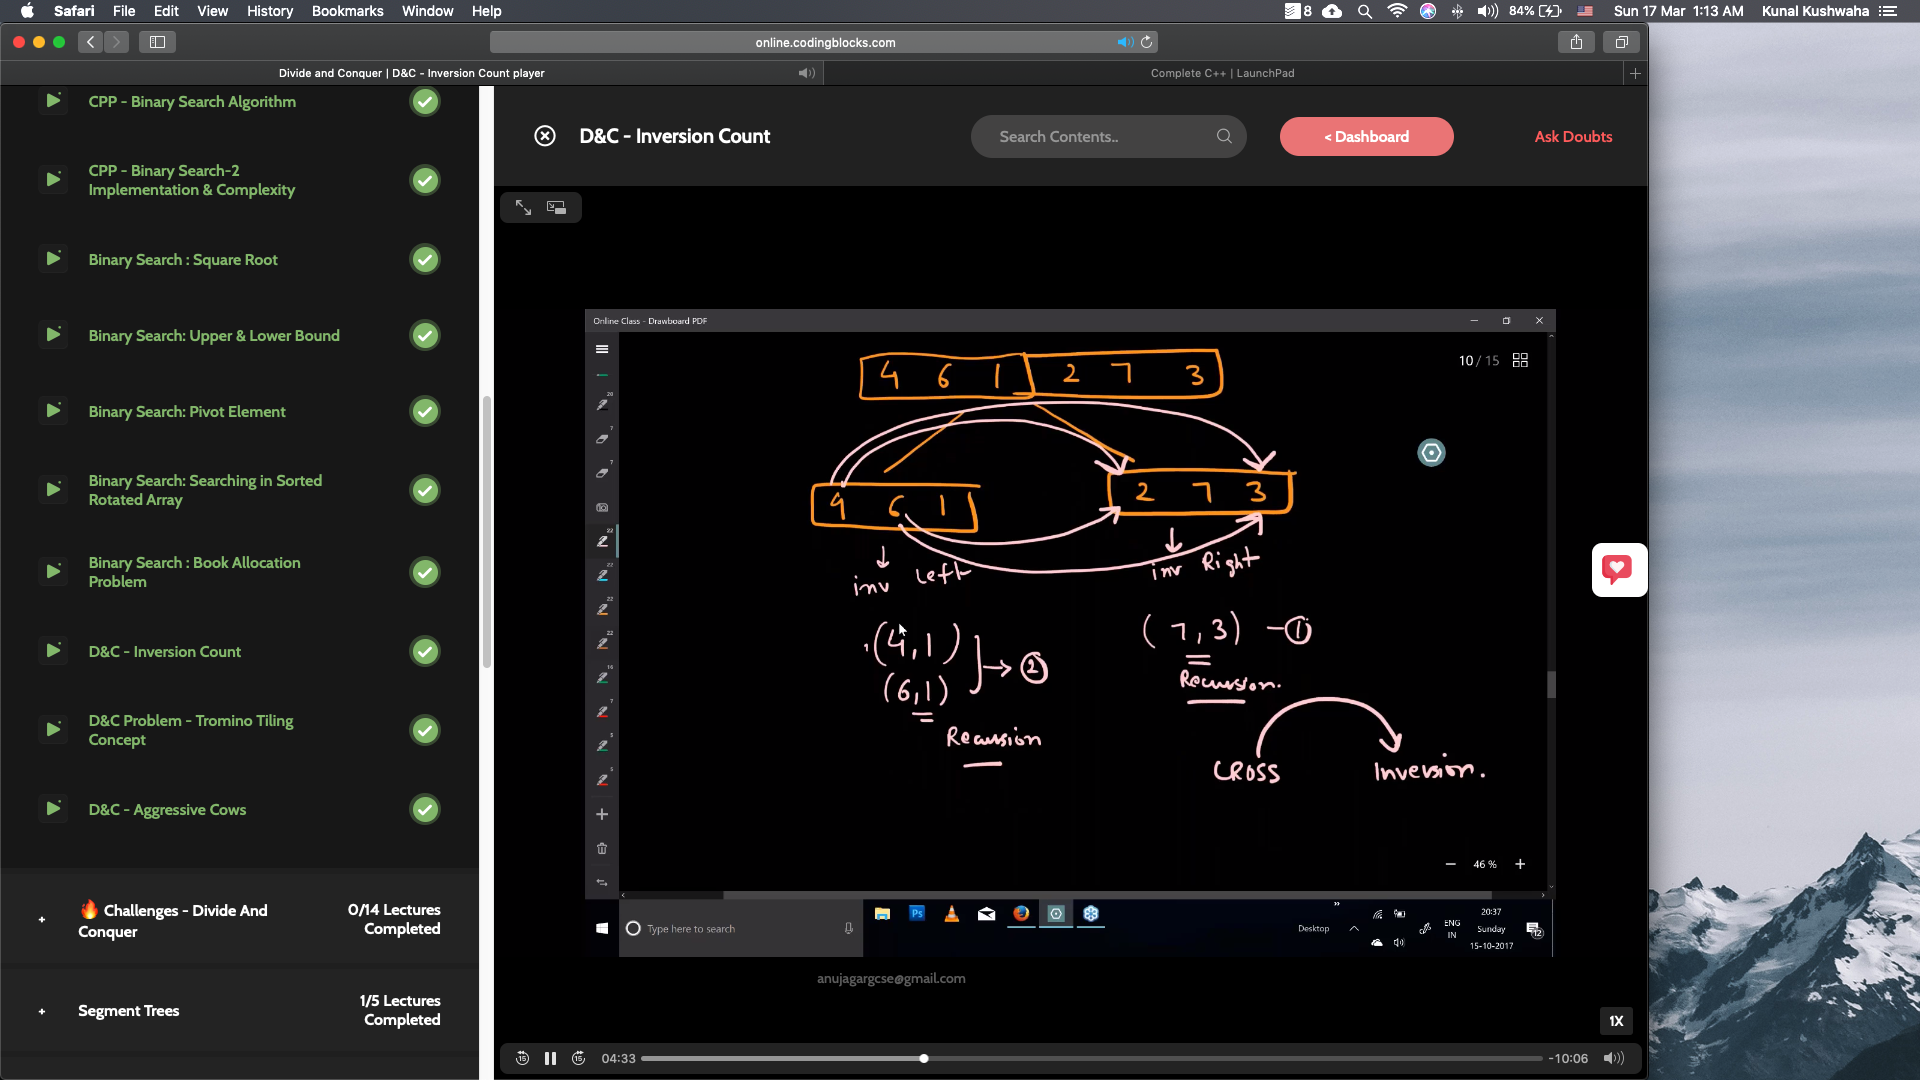 Safari File Edit View History Bookmarks Window Help 8 84% Sun 17 Mar 1:13 AM Kunal Kushwaha
online.codingblocks.com
Divide and Conquer | D&C - Inversion Count player
Complete C++ | LaunchPad
CPP - Binary Search Algorithm
CPP - Binary Search-2
Implementation & Complexity
Binary Search : Square Root
Binary Search: Upper & Lower Bound
Binary Search: Pivot Element
Binary Search: Searching in Sorted
Rotated Array
Binary Search : Book Allocation
Problem
D&C - Inversion Count
D&C Problem - Tromino Tiling
Concept
D&C - Aggressive Cows
🔥 Challenges - Divide And
Conquer
0/14 Lectures
Completed
Segment Trees
1/5 Lectures
Completed
D&C - Inversion Count
Search Contents..
< Dashboard
Ask Doubts
Online Class - Drawboard PDF
10 / 15
4 6 1 2 7 3
4 6 1
2 7 3
inv Left
inv Right
(4,1)
(6,1)
→ 2
Recussion
(7,3) - 1
Recursion.
CROSS Inversion.
46 %
Type here to search
Desktop
ENG
IN
20:37
Sunday
15-10-2017
12
anujagargcse@gmail.com
1X
15
15
04:33
-10:06